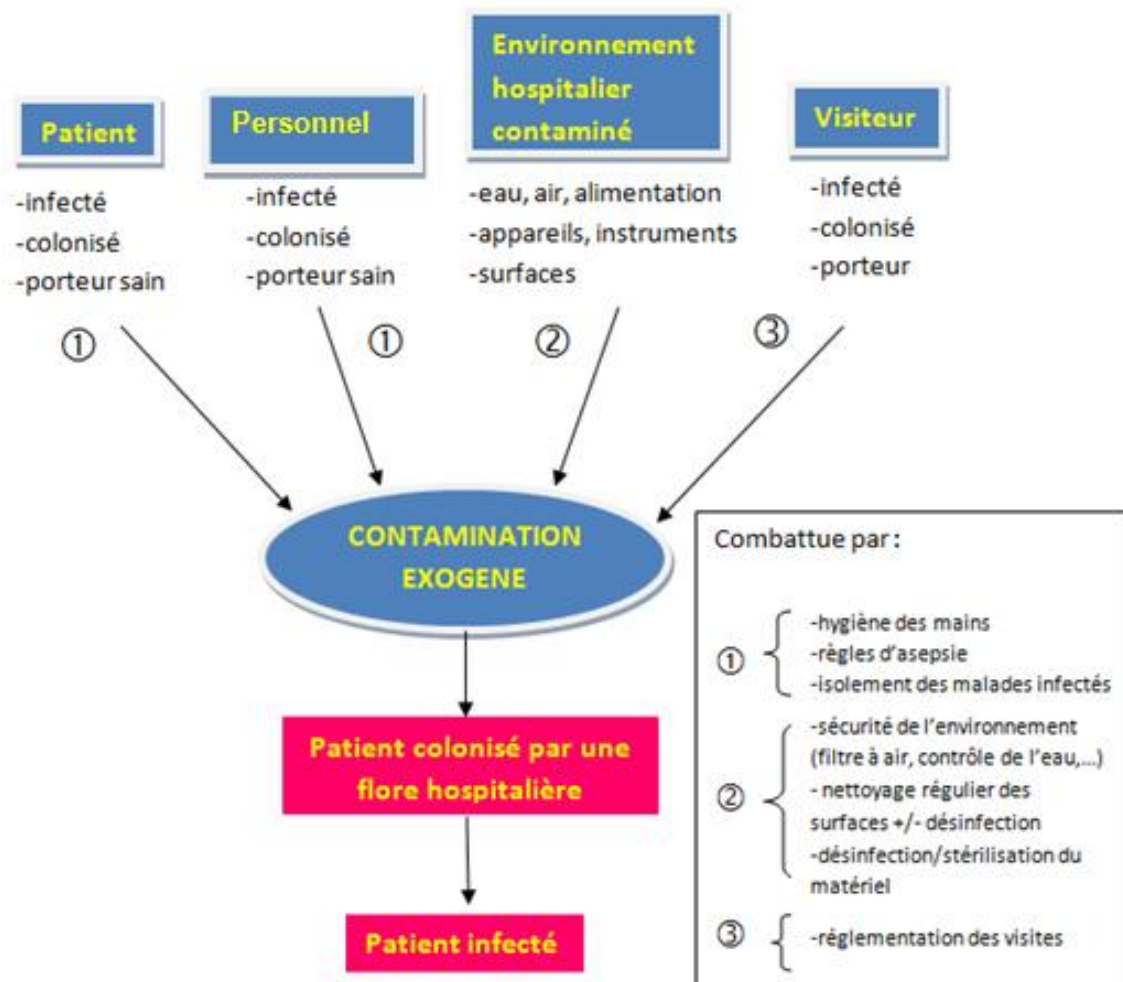 Patient
-infecté
-colonisé
-porteur sain
①
Personnel
-infecté
-colonisé
-porteur sain
①
Environnement
hospitalier
contaminé
-eau, air, alimentation
-appareils, instruments
-surfaces
②
Visiteur
-infecté
-colonisé
-porteur
③
CONTAMINATION
EXOGENE
Patient colonisé par une
flore hospitalière
Patient infecté
Combattue par :
①
-hygiène des mains
-règles d'asepsie
-isolement des malades infectés
②
-sécurité de l'environnement
(filtre à air, contrôle de l'eau,...)
- nettoyage régulier des
surfaces +/- désinfection
-désinfection/stérilisation du
matériel
③
-réglementation des visites